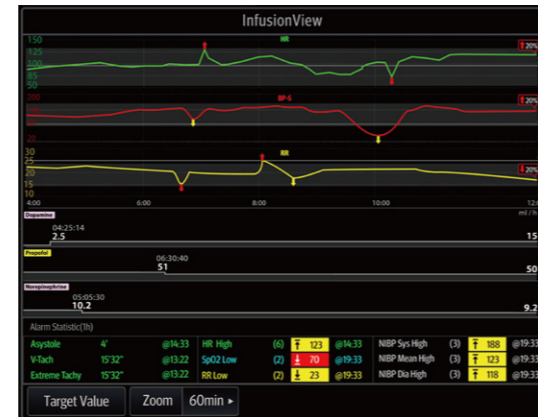 InfusionView
HR
150
125
100
85
50
20%
BP-S
200
20
20%
RR
30
25
20
15
10
20%
4:00 6:00 8:00 10:00 12:
ml / h
Dopamine
04:25:14
2.5 15
Propofol
06:30:40
51 50
Norepinephrine
05:05:30
10.2 9.2
Alarm Statistic(1h)
Asystole 4' @14:33 HR High (6) 123 @14:33 NIBP Sys High (3) 188 @19:33
V-Tach 15'32" @13:22 SpO2 Low (2) 70 @19:33 NIBP Mean High (3) 123 @19:33
Extreme Tachy 15'32" @13:22 RR Low (2) 23 @19:33 NIBP Dia High (3) 118 @19:33
Target Value Zoom 60min